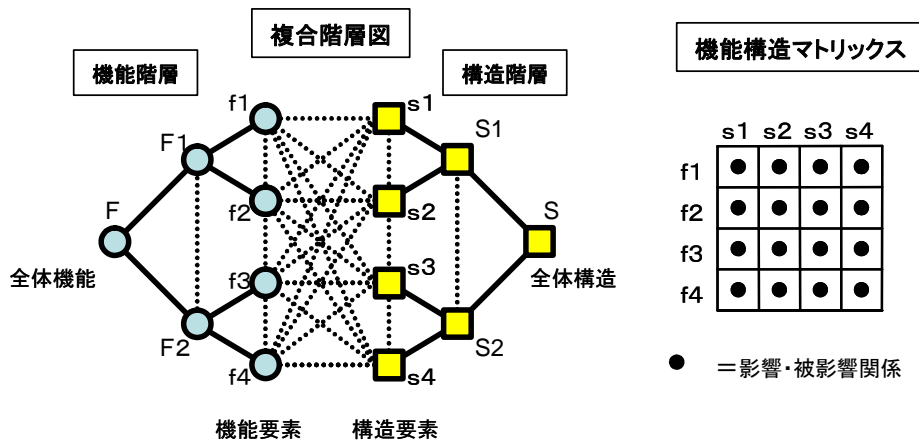 複合階層図
機能階層
構造階層
機能構造マトリックス
f1
s1
F1
S1
f2
s2
F
S
全体機能
全体構造
f3
s3
F2
S2
f4
s4
機能要素
構造要素
s1 s2 s3 s4
f1
f2
f3
f4
● ＝影響・被影響関係